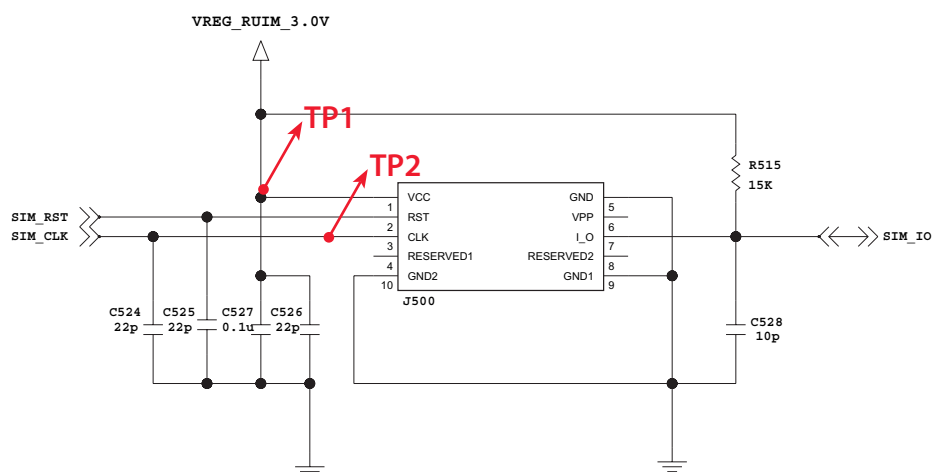 VREG_RUIM_3.0V
TP1
TP2
R515
15K
SIM_RST
SIM_CLK
SIM_IO
VCC
GND
1
5
RST
VPP
2
6
CLK
I_O
3
7
RESERVED1
RESERVED2
4
8
GND2
GND1
10
9
J500
C524
22p
C525
22p
C527
0.1u
C526
22p
C528
10p